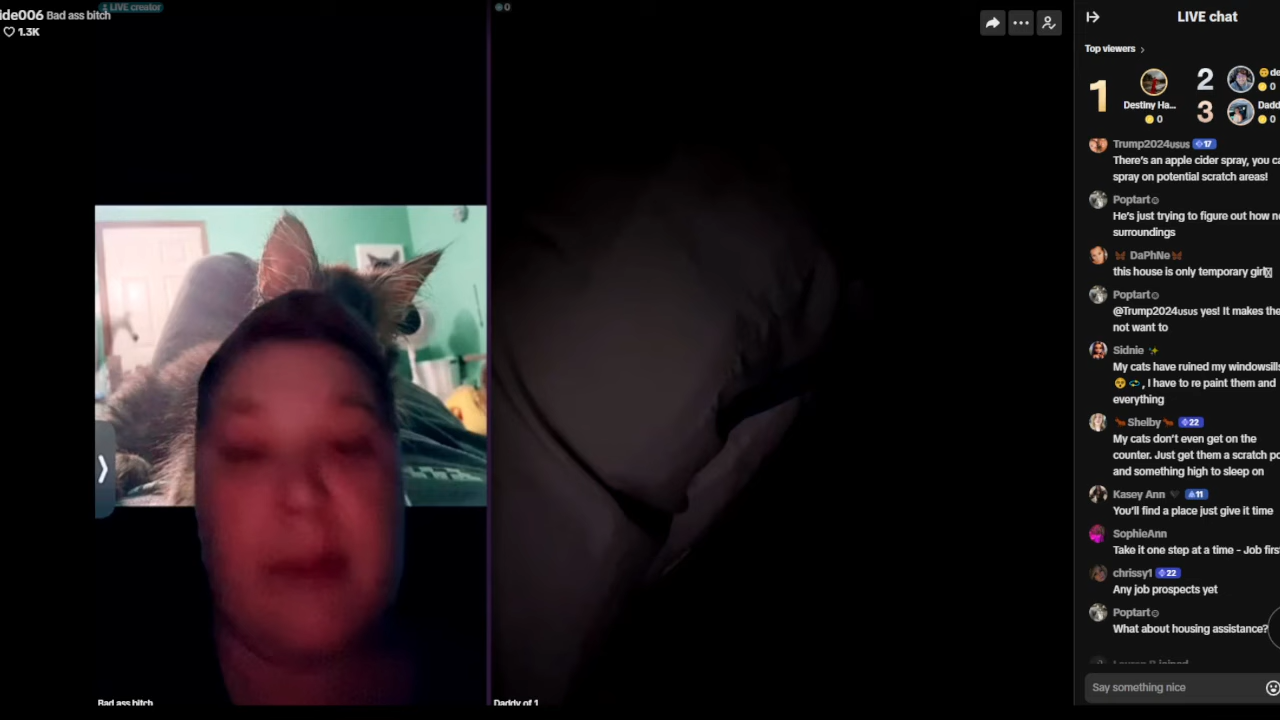 LIVE creator
ide006 Bad ass bitch
1.3K
0
LIVE chat
Top viewers
1
Destiny Ha...
0
2
de
0
3
Dadd
0
Trump2024usus 17
There's an apple cider spray, you ca
spray on potential scratch areas!
Poptart
He's just trying to figure out how ne
surroundings
DaPhNe
this house is only temporary girl
Poptart
@Trump2024usus yes! It makes the
not want to
Sidnie
My cats have ruined my windowsills
, I have to re paint them and
everything
Shelby 22
My cats don't even get on the
counter. Just get them a scratch po
and something high to sleep on
Kasey Ann 11
You'll find a place just give it time
SophieAnn
Take it one step at a time - Job firs
chrissy1 22
Any job prospects yet
Poptart
What about housing assistance?
Say something nice
Bad ass bitch
Daddy of 1